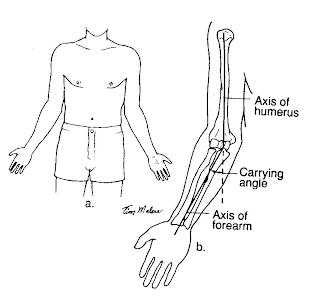 Axis of
humerus
Carrying
angle
Axis of
forearm
a.
b.